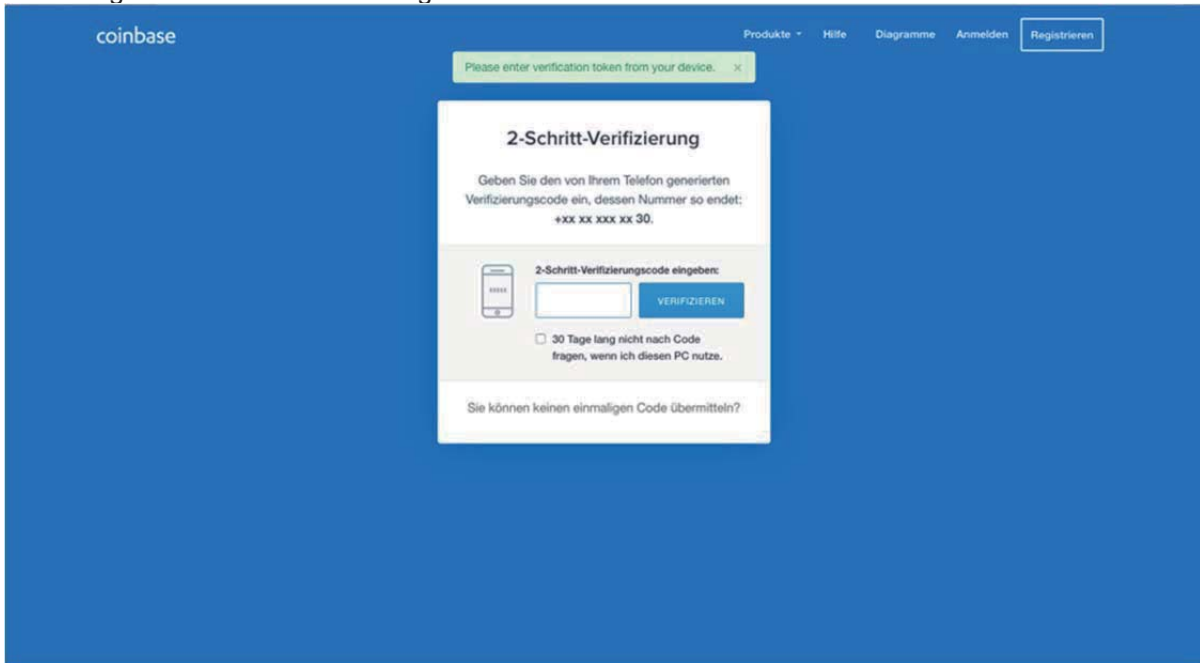 coinbase
Produkte Hilfe Diagramme Anmelden Registrieren
Please enter verification token from your device. ×
2-Schritt-Verifizierung
Geben Sie den von Ihrem Telefon generierten
Verifizierungscode ein, dessen Nummer so endet:
+xx xx xxx xx 30.
2-Schritt-Verifizierungscode eingeben:
VERIFIZIEREN
30 Tage lang nicht nach Code
fragen, wenn ich diesen PC nutze.
Sie können keinen einmaligen Code übermitteln?